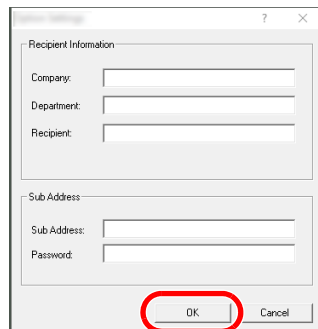 ?
Recipient Information
Company:
Department:
Recipient:
Sub Address
Sub Address:
Password:
OK Cancel